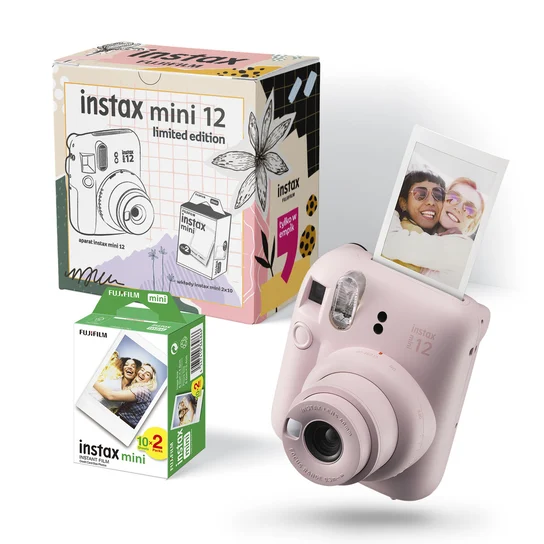 instax
FUJIFILM
instax mini 12
limited edition
instax
mini 12
instax
mini
instax
FUJIFILM
tylko w
empik
aparat instax mini 12
wkłady instax mini 2x10
FUJIFILM mini
FUJIFILM
10×2
instax mini
INSTANT FILM
instax
mini 12